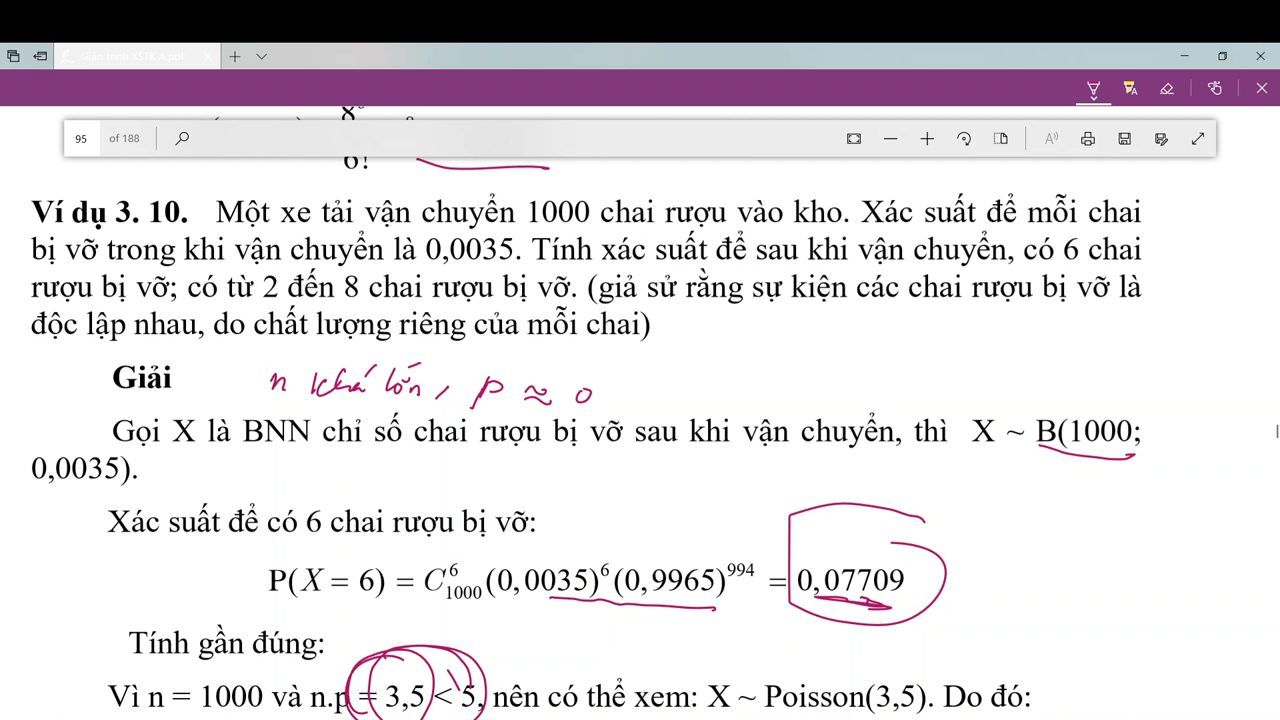 Giáo trình XSTK A.pdf
8
95 of 188
6!
Ví dụ 3. 10. Một xe tải vận chuyển 1000 chai rượu vào kho. Xác suất để mỗi chai
bị vỡ trong khi vận chuyển là 0,0035. Tính xác suất để sau khi vận chuyển, có 6 chai
rượu bị vỡ; có từ 2 đến 8 chai rượu bị vỡ. (giả sử rằng sự kiện các chai rượu bị vỡ là
độc lập nhau, do chất lượng riêng của mỗi chai)
Giải n khá lớn, p ≈ 0
Gọi X là BNN chỉ số chai rượu bị vỡ sau khi vận chuyển, thì X ~ B(1000;
0,0035).
Xác suất để có 6 chai rượu bị vỡ:
P(X = 6) = C⁶₁₀₀₀(0,0035)⁶(0,9965)⁹⁹⁴ = 0,07709
Tính gần đúng:
Vì n = 1000 và n.p = 3,5 < 5, nên có thể xem: X ~ Poisson(3,5). Do đó: